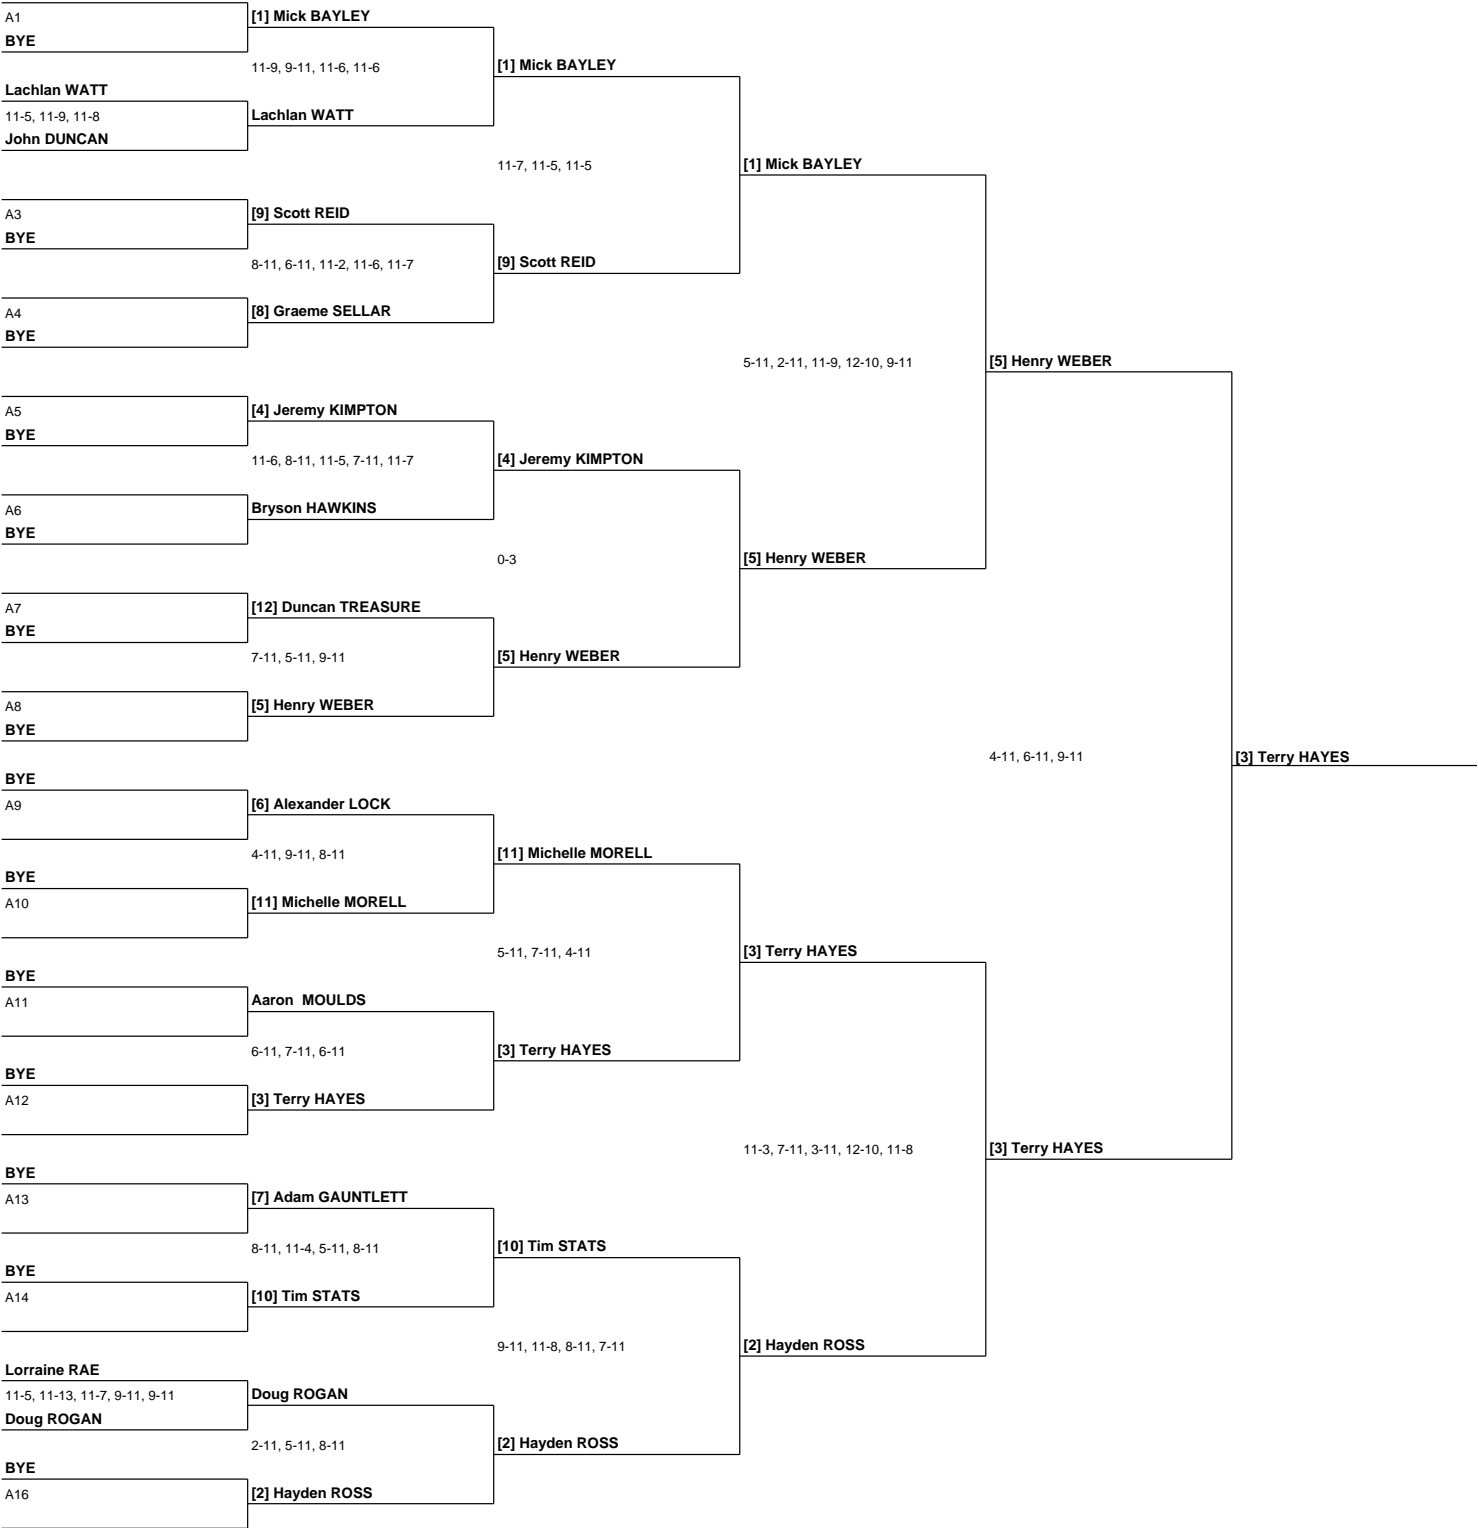 A1
BYE
[1] Mick BAYLEY
11-9, 9-11, 11-6, 11-6
[1] Mick BAYLEY
Lachlan WATT
11-5, 11-9, 11-8
John DUNCAN
Lachlan WATT
11-7, 11-5, 11-5
[1] Mick BAYLEY
A3
BYE
[9] Scott REID
8-11, 6-11, 11-2, 11-6, 11-7
[9] Scott REID
A4
BYE
[8] Graeme SELLAR
5-11, 2-11, 11-9, 12-10, 9-11
[5] Henry WEBER
A5
BYE
[4] Jeremy KIMPTON
11-6, 8-11, 11-5, 7-11, 11-7
[4] Jeremy KIMPTON
A6
BYE
Bryson HAWKINS
0-3
[5] Henry WEBER
A7
BYE
[12] Duncan TREASURE
7-11, 5-11, 9-11
[5] Henry WEBER
A8
BYE
[5] Henry WEBER
4-11, 6-11, 9-11
[3] Terry HAYES
BYE
A9
[6] Alexander LOCK
4-11, 9-11, 8-11
[11] Michelle MORELL
BYE
A10
[11] Michelle MORELL
5-11, 7-11, 4-11
[3] Terry HAYES
BYE
A11
Aaron  MOULDS
6-11, 7-11, 6-11
[3] Terry HAYES
BYE
A12
[3] Terry HAYES
11-3, 7-11, 3-11, 12-10, 11-8
[3] Terry HAYES
BYE
A13
[7] Adam GAUNTLETT
8-11, 11-4, 5-11, 8-11
[10] Tim STATS
BYE
A14
[10] Tim STATS
9-11, 11-8, 8-11, 7-11
[2] Hayden ROSS
Lorraine RAE
11-5, 11-13, 11-7, 9-11, 9-11
Doug ROGAN
Doug ROGAN
2-11, 5-11, 8-11
[2] Hayden ROSS
BYE
A16
[2] Hayden ROSS